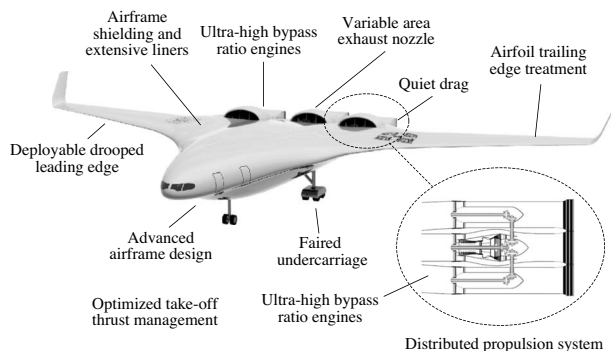 Airframe
shielding and
extensive liners
Ultra-high bypass
ratio engines
Variable area
exhaust nozzle
Airfoil trailing
edge treatment
Quiet drag
Deployable drooped
leading edge
Advanced
airframe design
Faired
undercarriage
Optimized take-off
thrust management
Ultra-high bypass
ratio engines
Distributed propulsion system